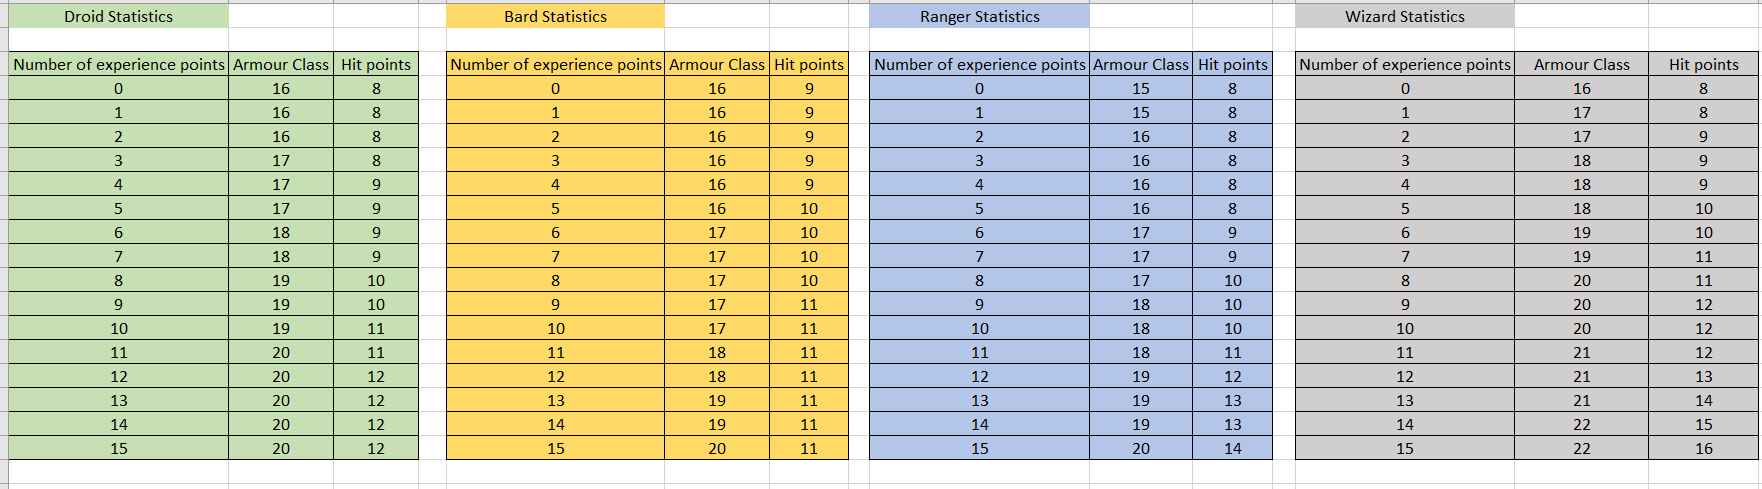 Droid Statistics Bard Statistics Ranger Statistics Wizard Statistics
Number of experience points Armour Class Hit points Number of experience points Armour Class Hit points Number of experience points Armour Class Hit points Number of experience points Armour Class Hit points
0 16 8 0 16 9 0 15 8 0 16 8
1 16 8 1 16 9 1 15 8 1 17 8
2 16 8 2 16 9 2 16 8 2 17 9
3 17 8 3 16 9 3 16 8 3 18 9
4 17 9 4 16 9 4 16 8 4 18 9
5 17 9 5 16 10 5 16 8 5 18 10
6 18 9 6 17 10 6 17 9 6 19 10
7 18 9 7 17 10 7 17 9 7 19 11
8 19 10 8 17 10 8 17 10 8 20 11
9 19 10 9 17 11 9 18 10 9 20 12
10 19 11 10 17 11 10 18 10 10 20 12
11 20 11 11 18 11 11 18 11 11 21 12
12 20 12 12 18 11 12 19 12 12 21 13
13 20 12 13 19 11 13 19 13 13 21 14
14 20 12 14 19 11 14 19 13 14 22 15
15 20 12 15 20 11 15 20 14 15 22 16